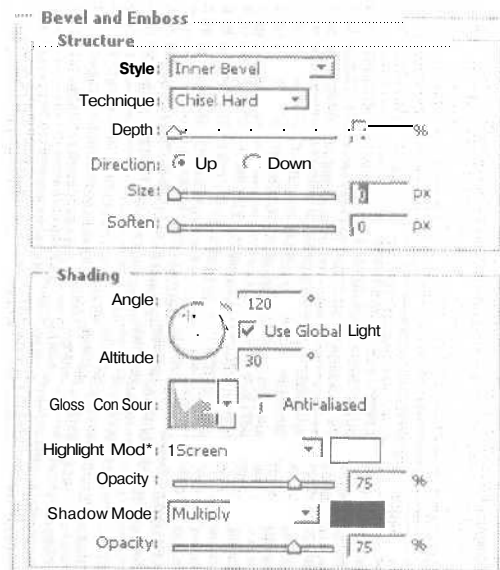 Bevel and Emboss
Structure
Style: Inner Bevel
Technique: Chisel Hard
Depth: %
Direction: Up Down
Size: 0 px
Soften: 0 px
Shading
Angle: 120 °
Use Global Light
Altitude: 30 °
Gloss Con Sour: Anti-aliased
Highlight Mod*: 1Screen
Opacity: 75 %
Shadow Mode: Multiply
Opacity: 75 %